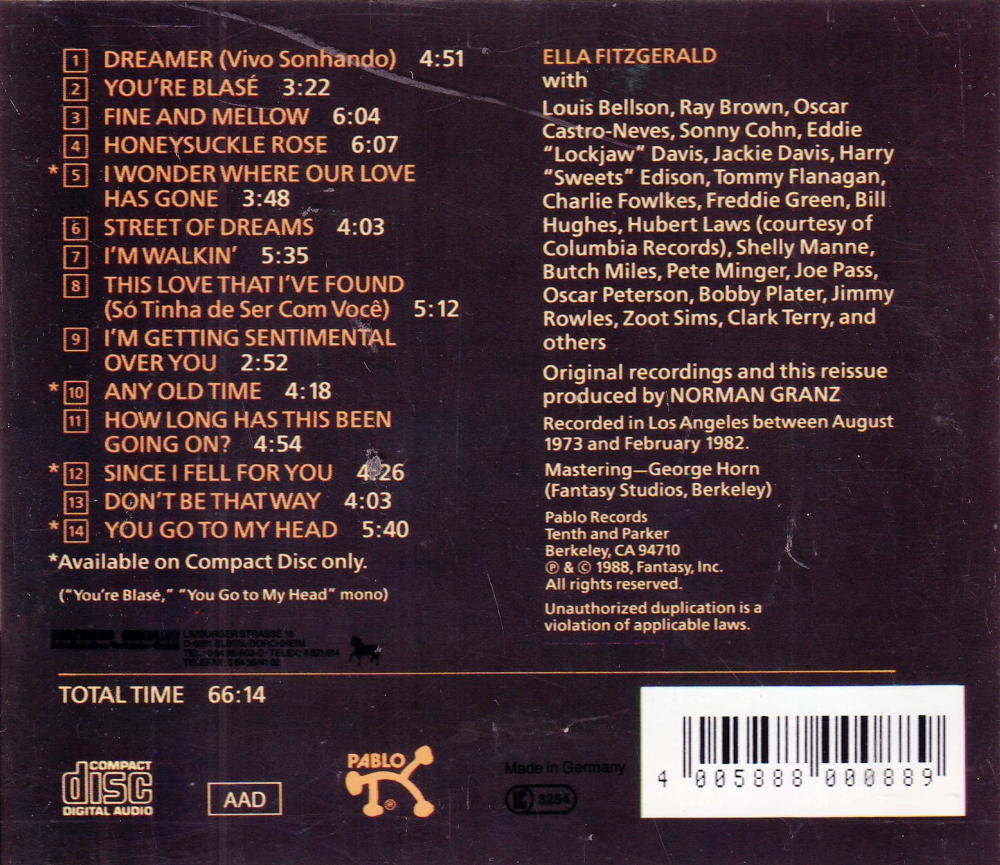 1 DREAMER (Vivo Sonhando) 4:51
2 YOU'RE BLASÉ 3:22
3 FINE AND MELLOW 6:04
4 HONEYSUCKLE ROSE 6:07
* 5 I WONDER WHERE OUR LOVE
HAS GONE 3:48
6 STREET OF DREAMS 4:03
7 I'M WALKIN' 5:35
8 THIS LOVE THAT I'VE FOUND
(Só Tinha de Ser Com Você) 5:12
9 I'M GETTING SENTIMENTAL
OVER YOU 2:52
* 10 ANY OLD TIME 4:18
11 HOW LONG HAS THIS BEEN
GOING ON? 4:54
* 12 SINCE I FELL FOR YOU 4:26
13 DON'T BE THAT WAY 4:03
* 14 YOU GO TO MY HEAD 5:40
*Available on Compact Disc only.
("You're Blasé," "You Go to My Head" mono)
LIMBURGER STRASSE 18
TOTAL TIME 66:14
COMPACT
disc
DIGITAL AUDIO
AAD
PABLO
®
ELLA FITZGERALD
with
Louis Bellson, Ray Brown, Oscar
Castro-Neves, Sonny Cohn, Eddie
"Lockjaw" Davis, Jackie Davis, Harry
"Sweets" Edison, Tommy Flanagan,
Charlie Fowlkes, Freddie Green, Bill
Hughes, Hubert Laws (courtesy of
Columbia Records), Shelly Manne,
Butch Miles, Pete Minger, Joe Pass,
Oscar Peterson, Bobby Plater, Jimmy
Rowles, Zoot Sims, Clark Terry, and
others
Original recordings and this reissue
produced by NORMAN GRANZ
Recorded in Los Angeles between August
1973 and February 1982.
Mastering—George Horn
(Fantasy Studios, Berkeley)
Pablo Records
Tenth and Parker
Berkeley, CA 94710
℗ & © 1988, Fantasy, Inc.
All rights reserved.
Unauthorized duplication is a
violation of applicable laws.
Made in Germany
LC 3254
4 005888 000889